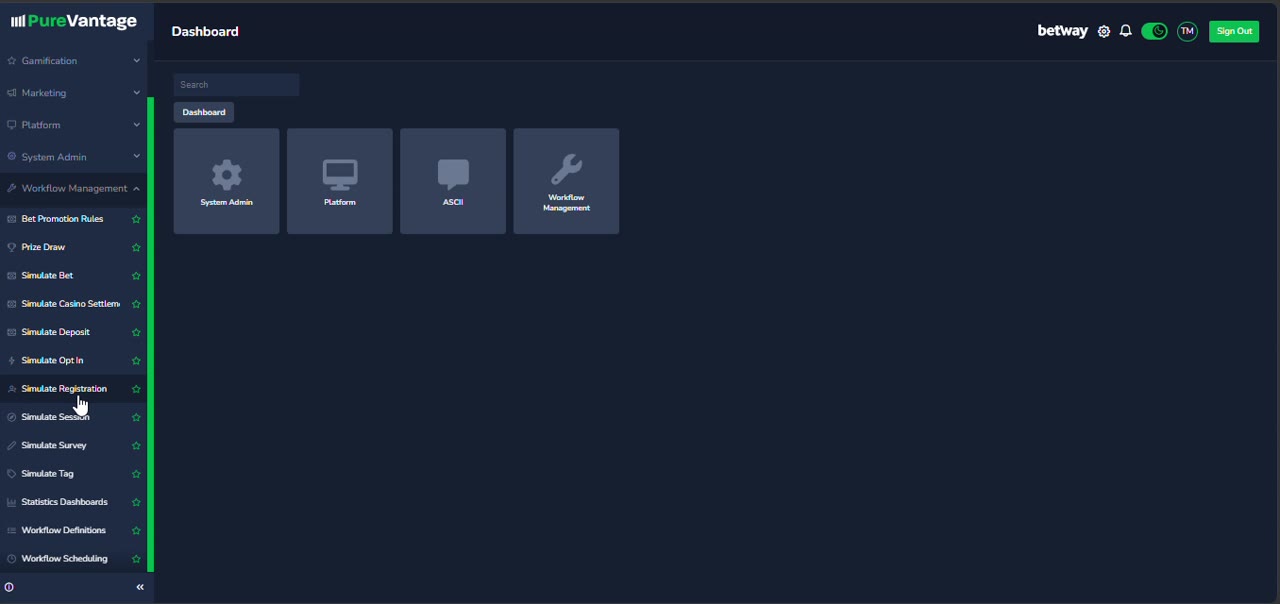 PureVantage
Dashboard
betway
TM
Sign Out
Gamification
Marketing
Platform
System Admin
Workflow Management
Bet Promotion Rules
Prize Draw
Simulate Bet
Simulate Casino Settlem
Simulate Deposit
Simulate Opt In
Simulate Registration
Simulate Session
Simulate Survey
Simulate Tag
Statistics Dashboards
Workflow Definitions
Workflow Scheduling
Search
Dashboard
System Admin
Platform
ASCII
Workflow
Management